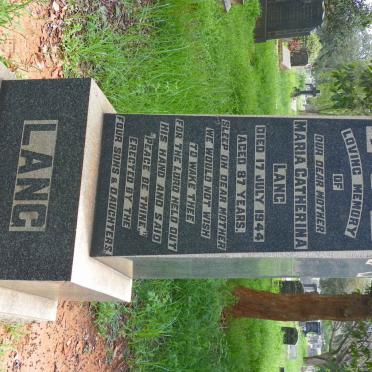 LOVING MEMORY
OF
OUR DEAR MOTHER
MARIA CATHERINA
LANG
DIED 17 JULY 1944
AGED 87 YEARS
SLEEP ON DEAR MOTHER
WE WOULD NOT WISH
TO WAKE THEE
FOR THE LORD HELD OUT
HIS HAND AND SAID
"PEACE BE THINE"
ERECTED BY THE
FOUR SONS & DAUGHTERS
LANG